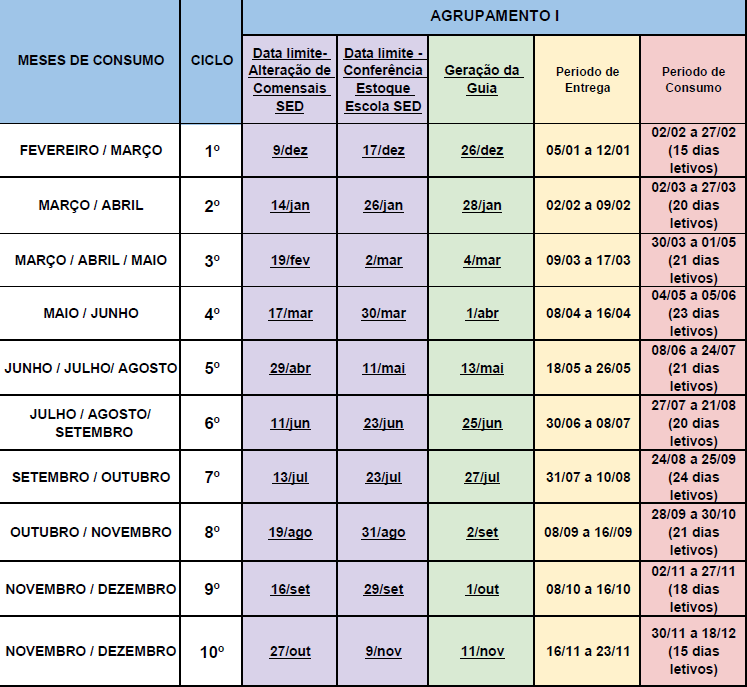 AGRUPAMENTO I
MESES DE CONSUMO
CICLO
Data limite-
Alteração de
Comensais
SED
Data limite -
Conferência
Estoque
Escola SED)
Geração da
Guia
Periodo de
Entrega
Periodo de
Consumo
FEVEREIRO / MARÇO
1º
9/dez
17/dez
26/dez
05/01 a 12/01
02/02 a 27/02
(15 dias
letivos)
MARÇO / ABRIL
2º
14/jan
26/jan
28/jan
02/02 a 09/02
02/03 a 27/03
(20 dias
letivos)
MARÇO / ABRIL / MAIO
3º
19/fev
2/mar
4/mar
09/03 a 17/03
30/03 a 01/05
(21 dias
letivos)
MAIO / JUNHO
4º
17/mar
30/mar
1/abr
08/04 a 16/04
04/05 a 05/06
(23 dias
letivos)
JUNHO / JULHO/ AGOSTO
5º
29/abr
11/mai
13/mai
18/05 a 26/05
08/06 a 24/07
(21 dias
letivos)
JULHO / AGOSTO/
SETEMBRO
6º
11/jun
23/jun
25/jun
30/06 a 08/07
27/07 a 21/08
(20 dias
letivos)
SETEMBRO / OUTUBRO
7º
13/jul
23/jul
27/jul
31/07 a 10/08
24/08 a 25/09
(24 dias
letivos)
OUTUBRO / NOVEMBRO
8º
19/ago
31/ago
2/set
08/09 a 16//09
28/09 a 30/10
(21 dias
letivos)
NOVEMBRO / DEZEMBRO
9º
16/set
29/set
1/out
08/10 a 16/10
02/11 a 27/11
(18 dias
letivos)
NOVEMBRO / DEZEMBRO
10º
27/out
9/nov
11/nov
16/11 a 23/11
30/11 a 18/12
(15 dias
letivos)